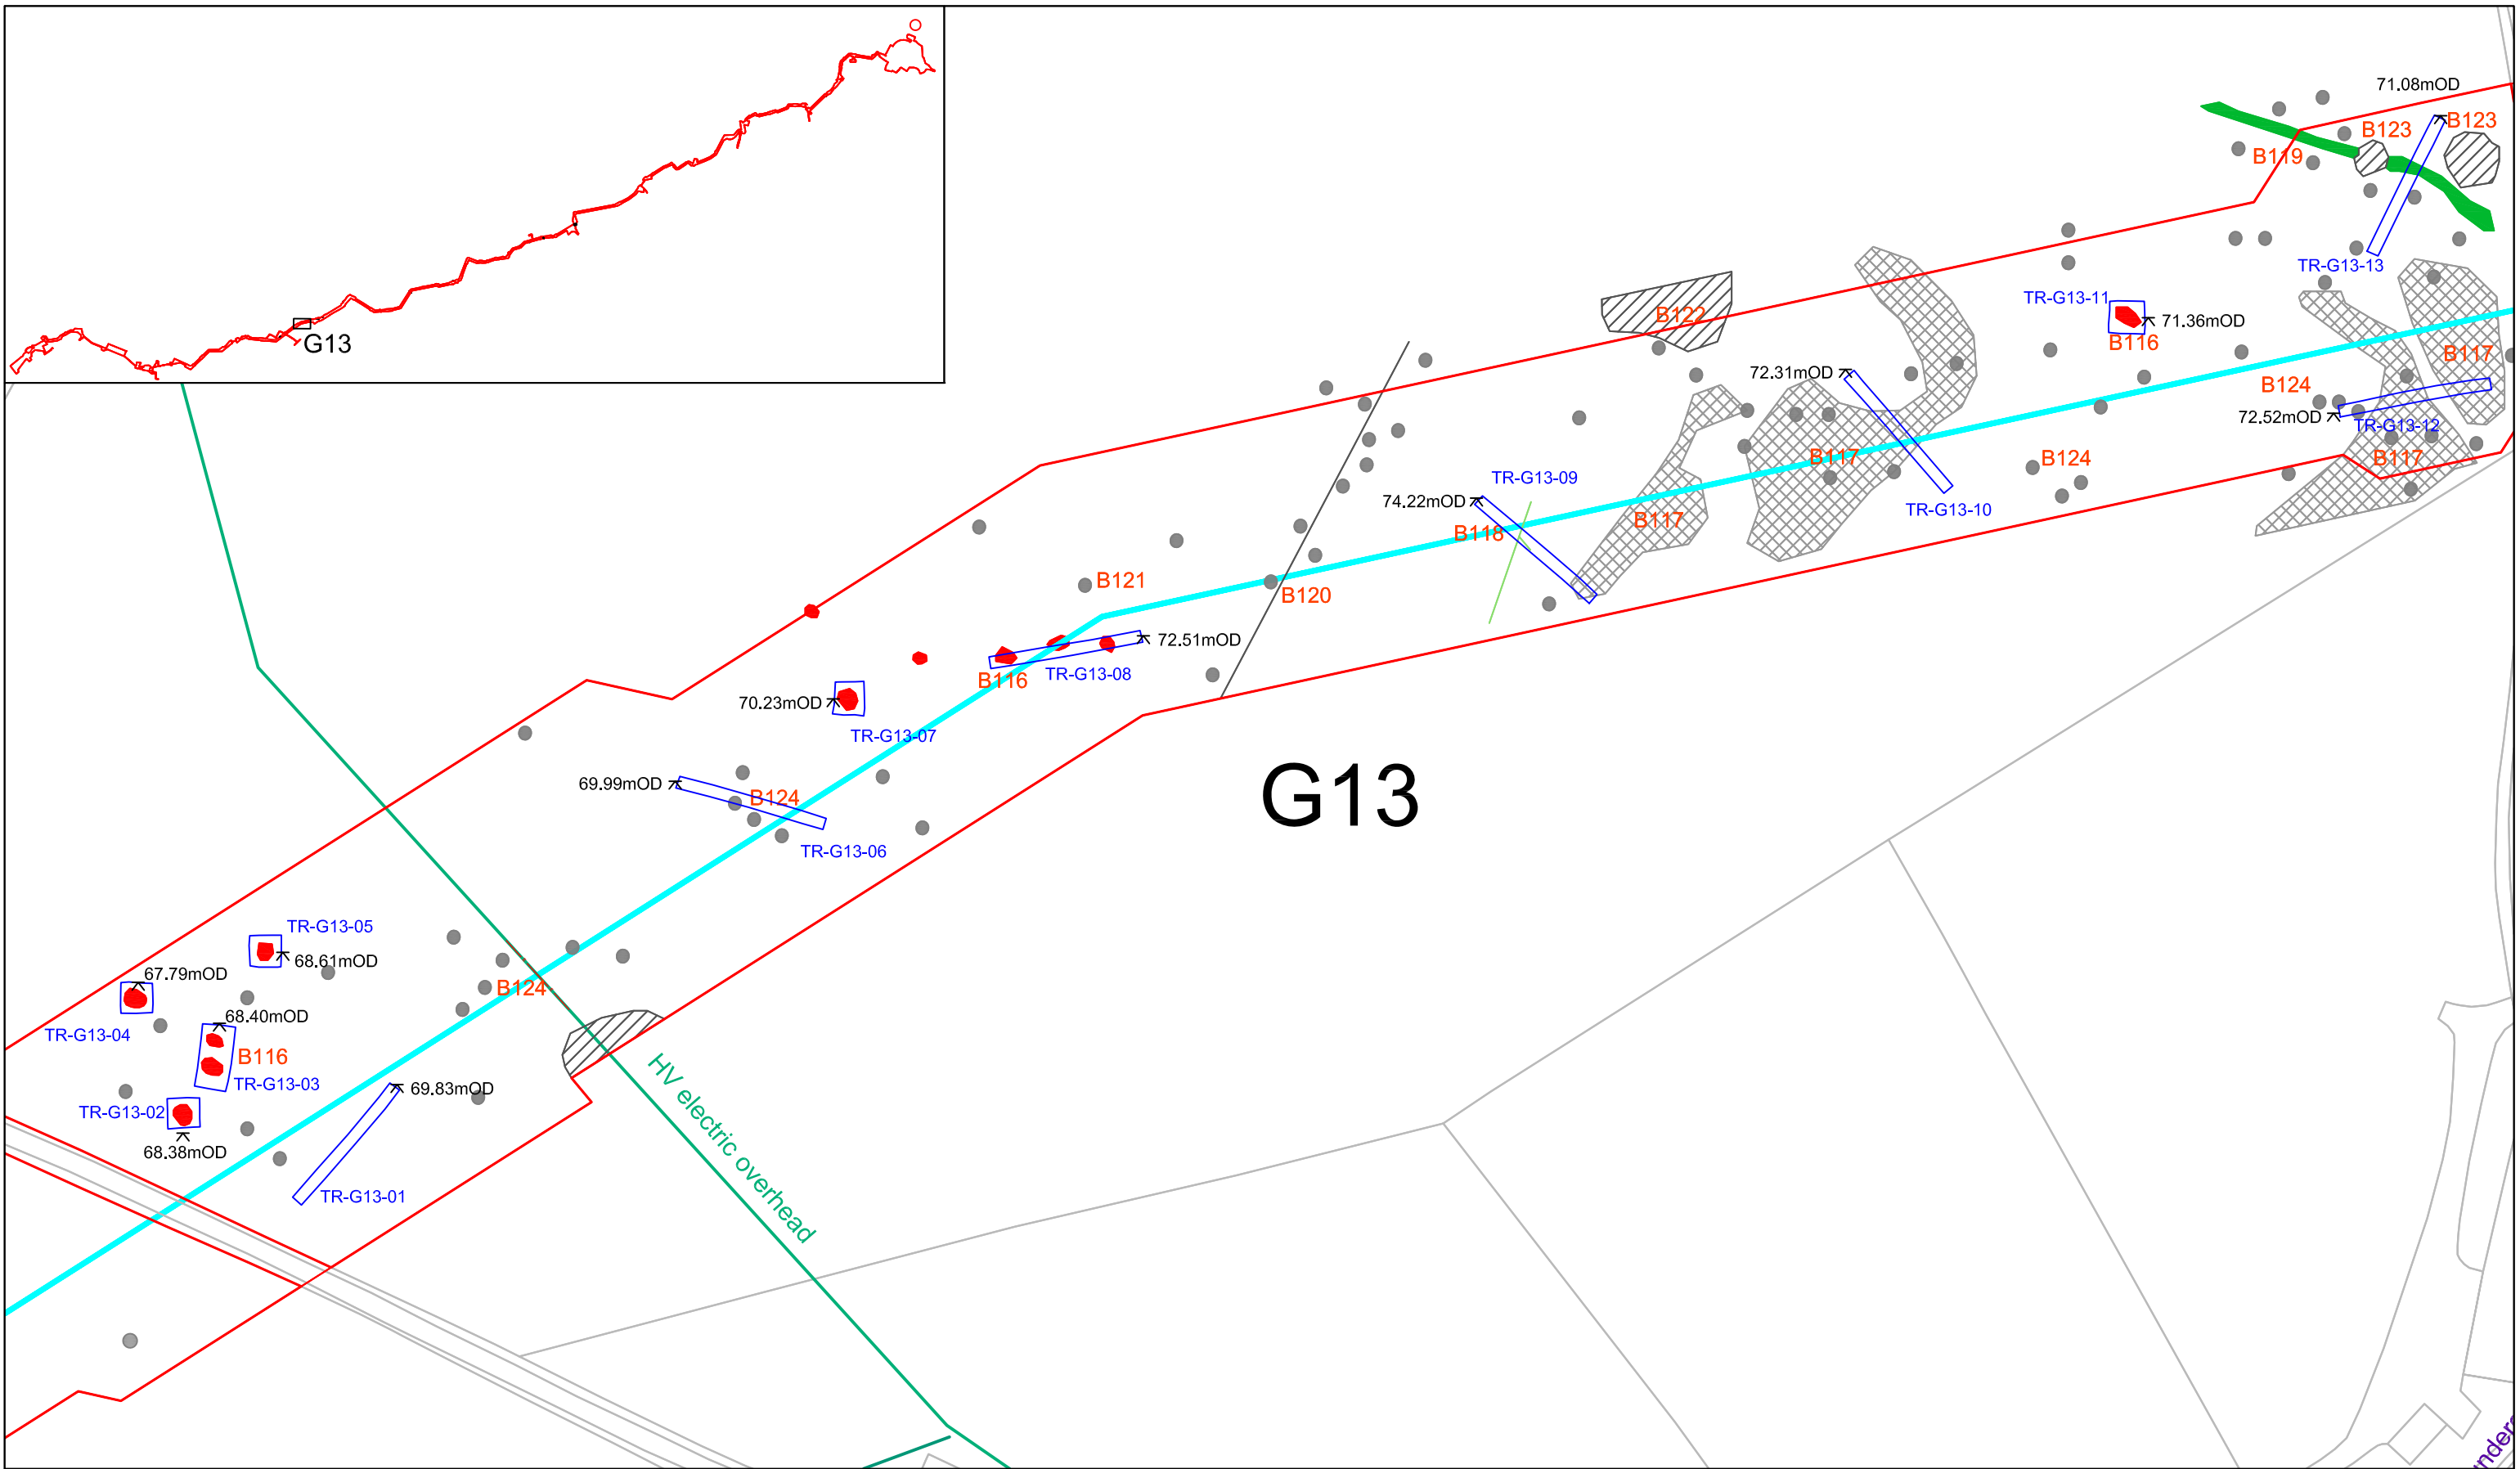 G13
71.08mOD
B123
B123
B119
TR-G13-13
TR-G13-11
B122
71.36mOD
B116
B117
72.31mOD
B124
72.52mOD
TR-G13-12
B117
B117
B124
TR-G13-09
74.22mOD
TR-G13-10
B117
B118
B121
B120
72.51mOD
B116
TR-G13-08
70.23mOD
TR-G13-07
G13
69.99mOD
B124
TR-G13-06
TR-G13-05
68.61mOD
67.79mOD
B124
68.40mOD
TR-G13-04
B116
TR-G13-03
69.83mOD
TR-G13-02
68.38mOD
TR-G13-01
HV electric overhead